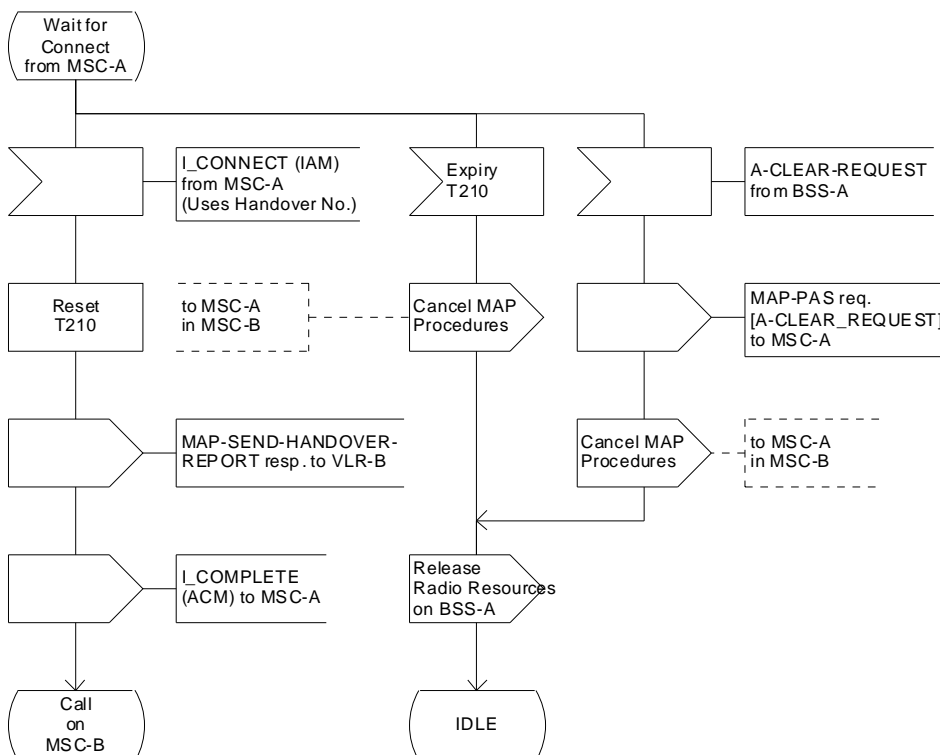 Wait for
Connect
from MSC-A
I_CONNECT (IAM)
from MSC-A
(Uses Handover No.)
Expiry
T210
A-CLEAR-REQUEST
from BSS-A
Reset
T210
to MSC-A
in MSC-B
Cancel MAP
Procedures
MAP-PAS req.
[A-CLEAR_REQUEST]
to MSC-A
MAP-SEND-HANDOVER-
REPORT resp. to VLR-B
Cancel MAP
Procedures
to MSC-A
in MSC-B
I_COMPLETE
(ACM) to MSC-A
Release
Radio Resources
on BSS-A
Call
on
MSC-B
IDLE